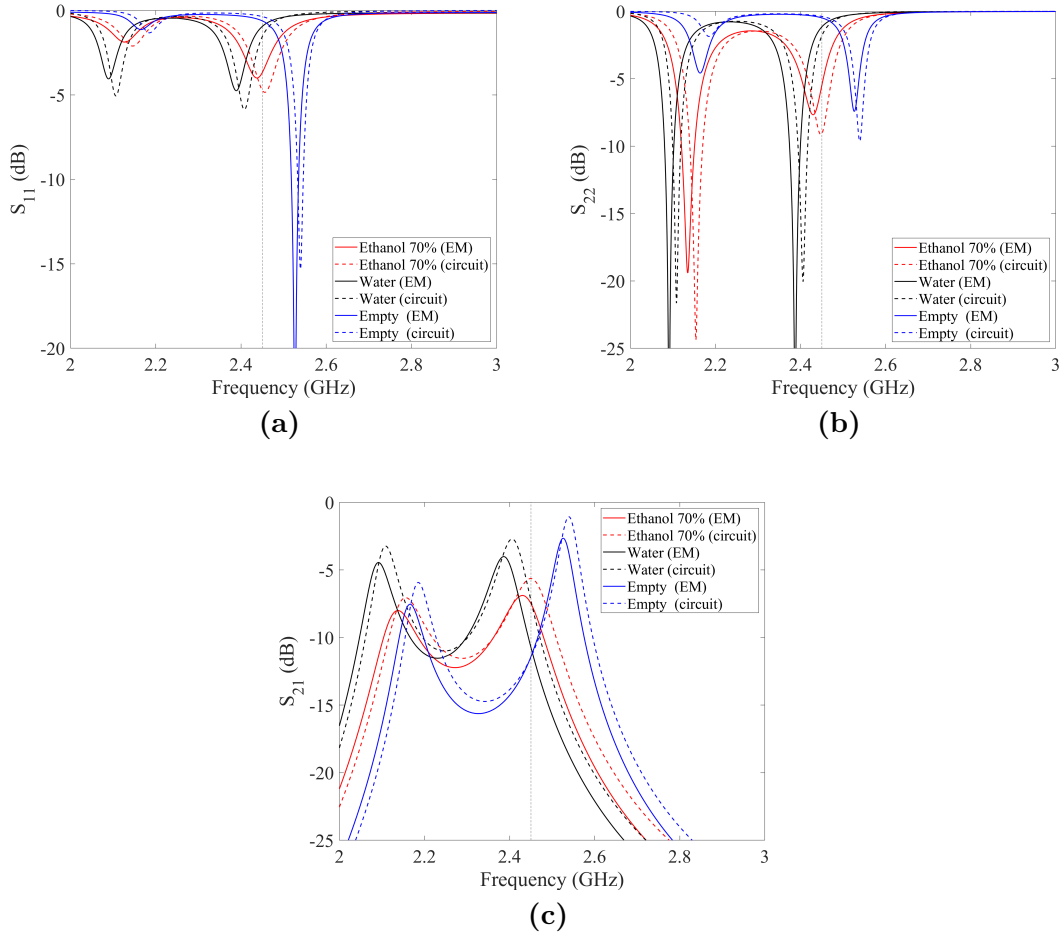 0
-5
-10
-15
-20
S11 (dB)
2
2.2
2.4
2.6
2.8
3
Frequency (GHz)
Ethanol 70% (EM)
Ethanol 70% (circuit)
Water (EM)
Water (circuit)
Empty (EM)
Empty (circuit)
(a)
0
-5
-10
-15
-20
-25
S22 (dB)
2
2.2
2.4
2.6
2.8
3
Frequency (GHz)
Ethanol 70% (EM)
Ethanol 70% (circuit)
Water (EM)
Water (circuit)
Empty (EM)
Empty (circuit)
(b)
0
-5
-10
-15
-20
-25
S21 (dB)
2
2.2
2.4
2.6
2.8
3
Frequency (GHz)
Ethanol 70% (EM)
Ethanol 70% (circuit)
Water (EM)
Water (circuit)
Empty (EM)
Empty (circuit)
(c)